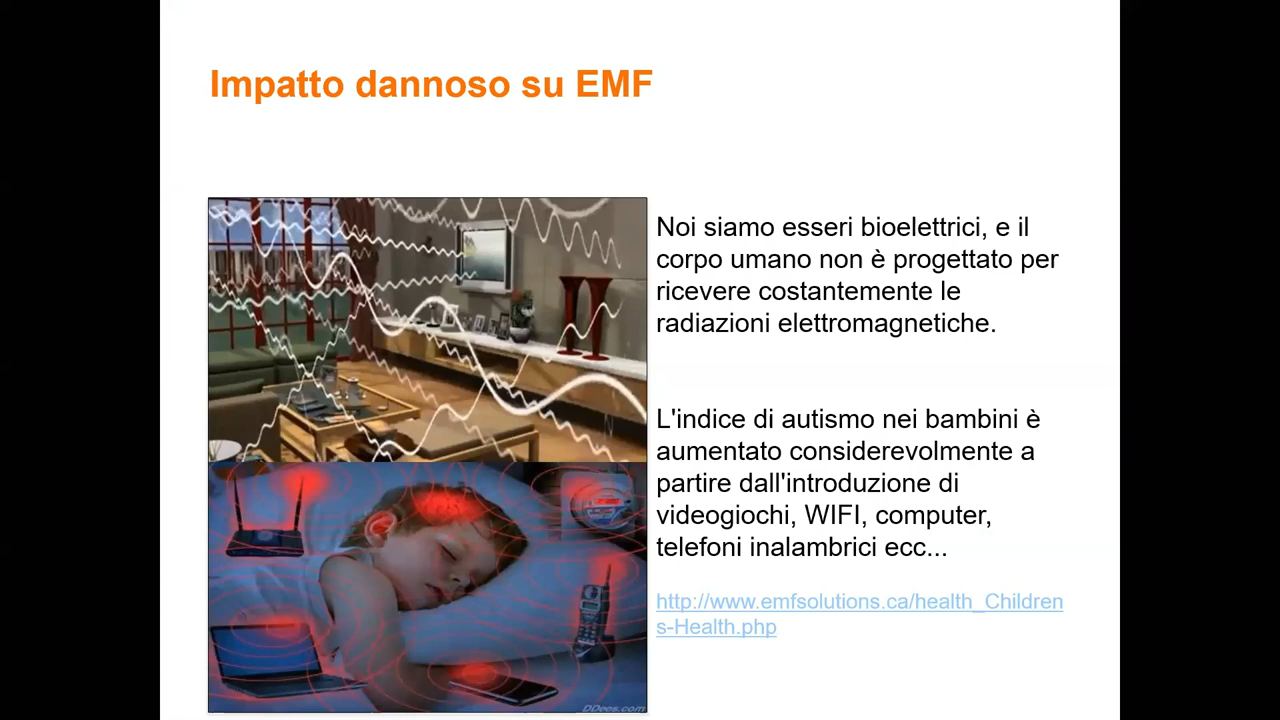 Impatto dannoso su EMF
Noi siamo esseri bioelettrici, e il
corpo umano non è progettato per
ricevere costantemente le
radiazioni elettromagnetiche.
L'indice di autismo nei bambini è
aumentato considerevolmente a
partire dall'introduzione di
videogiochi, WIFI, computer,
telefoni inalambrici ecc...
http://www.emfsolutions.ca/health_Children
s-Health.php
DDees.com